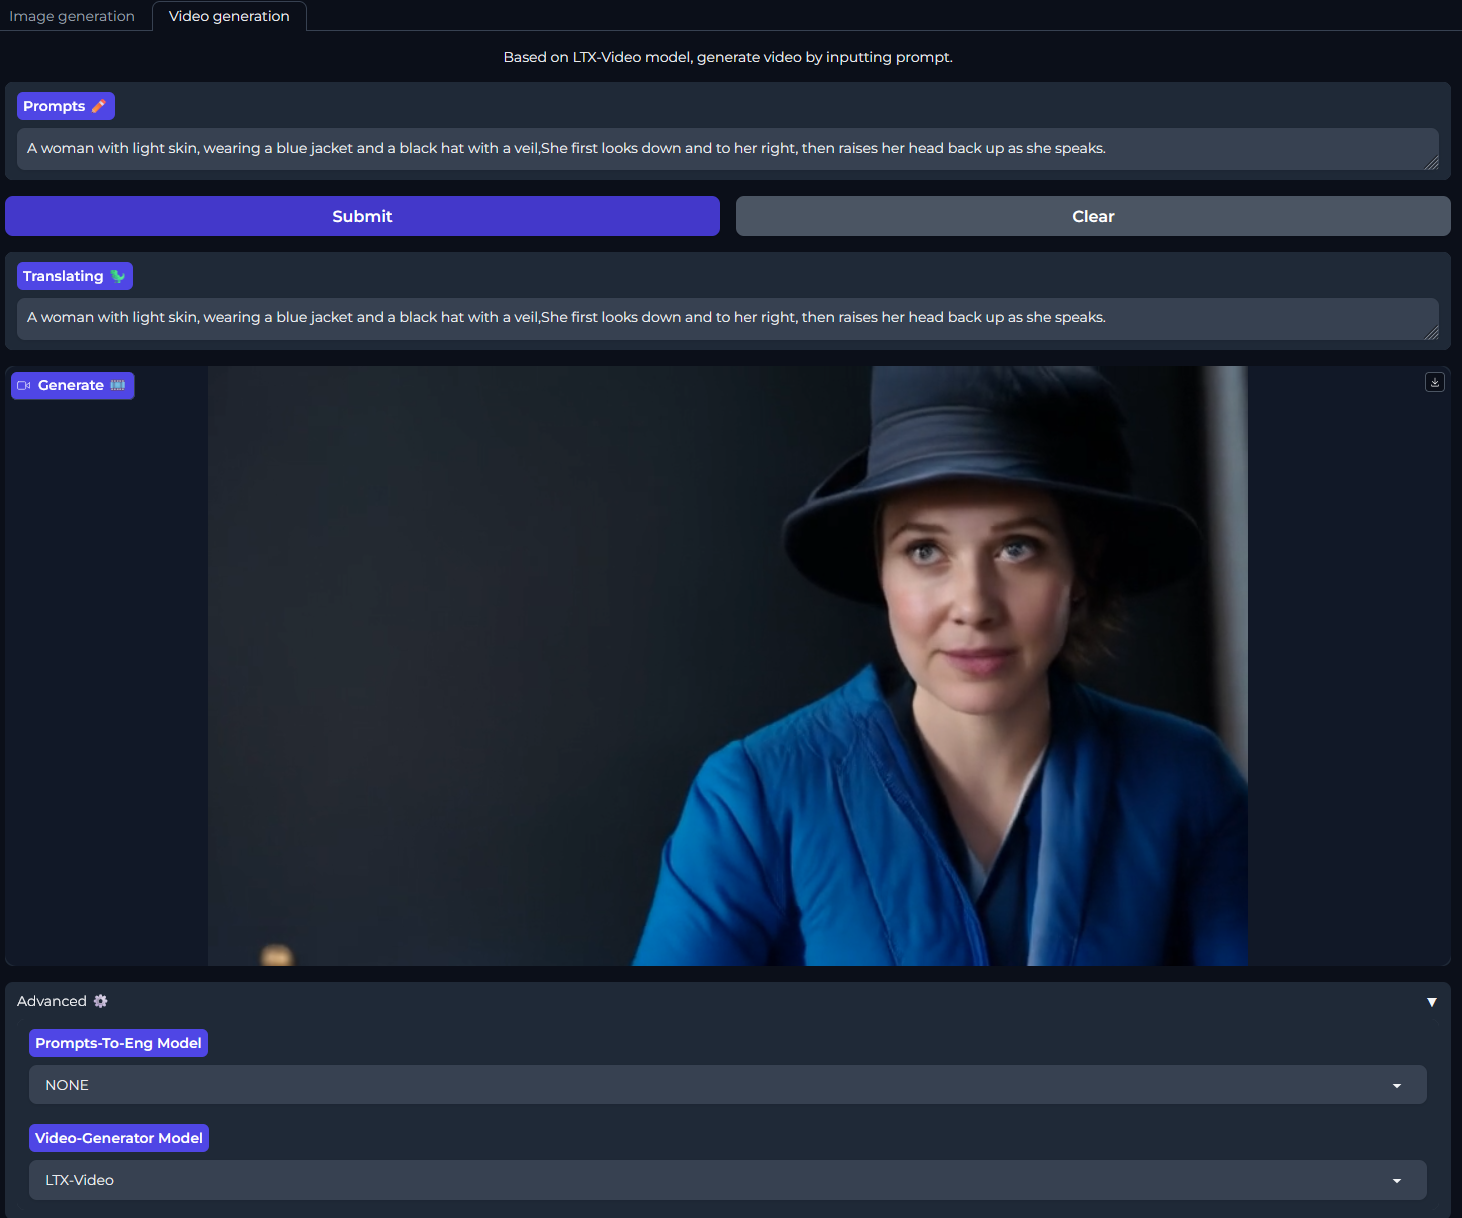 Image generation
Video generation
Based on LTX-Video model, generate video by inputting prompt.
Prompts
A woman with light skin, wearing a blue jacket and a black hat with a veil,She first looks down and to her right, then raises her head back up as she speaks.
Submit
Clear
Translating
A woman with light skin, wearing a blue jacket and a black hat with a veil,She first looks down and to her right, then raises her head back up as she speaks.
Generate
Advanced
Prompts-To-Eng Model
NONE
Video-Generator Model
LTX-Video